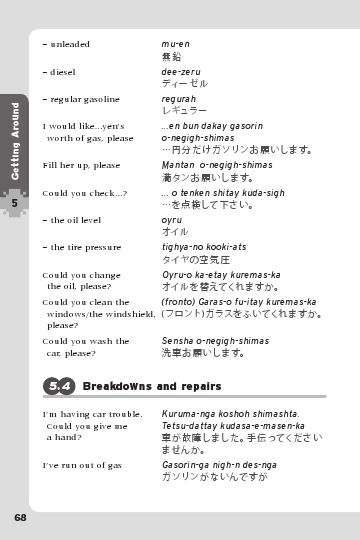 – unleaded
mu-en
無鉛
– diesel
dee-zeru
ディーゼル
– regular gasoline
regurah
レギュラー
I would like...yen's
worth of gas, please
...en bun dakay gasorin
o-negigh-shimas
…円分だけガソリンお願いします。
Fill her up, please
Mantan o-negigh-shimas
満タンお願いします。
Could you check...?
... o tenken shitay kuda-sigh
…を点検して下さい。
– the oil level
oyru
オイル
– the tire pressure
tighya-no kooki-ats
タイヤの空気圧
Could you change
the oil, please?
Oyru-o ka-etay kuremas-ka
オイルを替えてくれますか。
Could you clean the
windows/the windshield,
please?
(fronto) Garas-o fu-itay kuremas-ka
(フロント)ガラスをふいてくれますか。
Could you wash the
car, please?
Sensha o-negigh-shimas
洗車お願いします。
5.4 Breakdowns and repairs
I'm having car trouble.
Could you give me
a hand?
Kuruma-nga koshoh shimashta.
Tetsu-dattay kudasa-e-masen-ka
車が故障しました。手伝ってください
ませんか。
I've run out of gas
Gasorin-ga nigh-n des-nga
ガソリンがないんですが
Getting Around
5
68